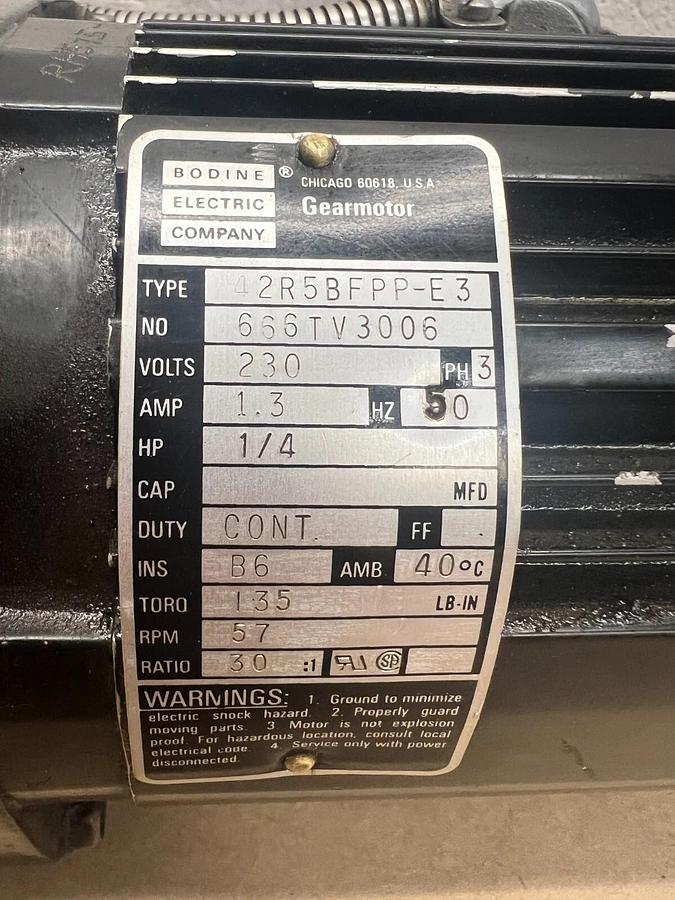 BODINE ®
ELECTRIC
COMPANY
CHICAGO 60618, U.S.A.
Gearmotor
TYPE 42R5BFPP-E3
NO 666TV3006
VOLTS 230 PH 3
AMP 1.3 HZ 50
HP 1/4
CAP MFD
DUTY CONT. FF
INS B6 AMB 40°C
TORQ 135 LB-IN
RPM 57
RATIO 30 :1 SP
WARNINGS: 1. Ground to minimize
electric shock hazard. 2. Properly guard
moving parts. 3 Motor is not explosion
proof. For hazardous location, consult local
electrical code. 4. Service only with power
disconnected.